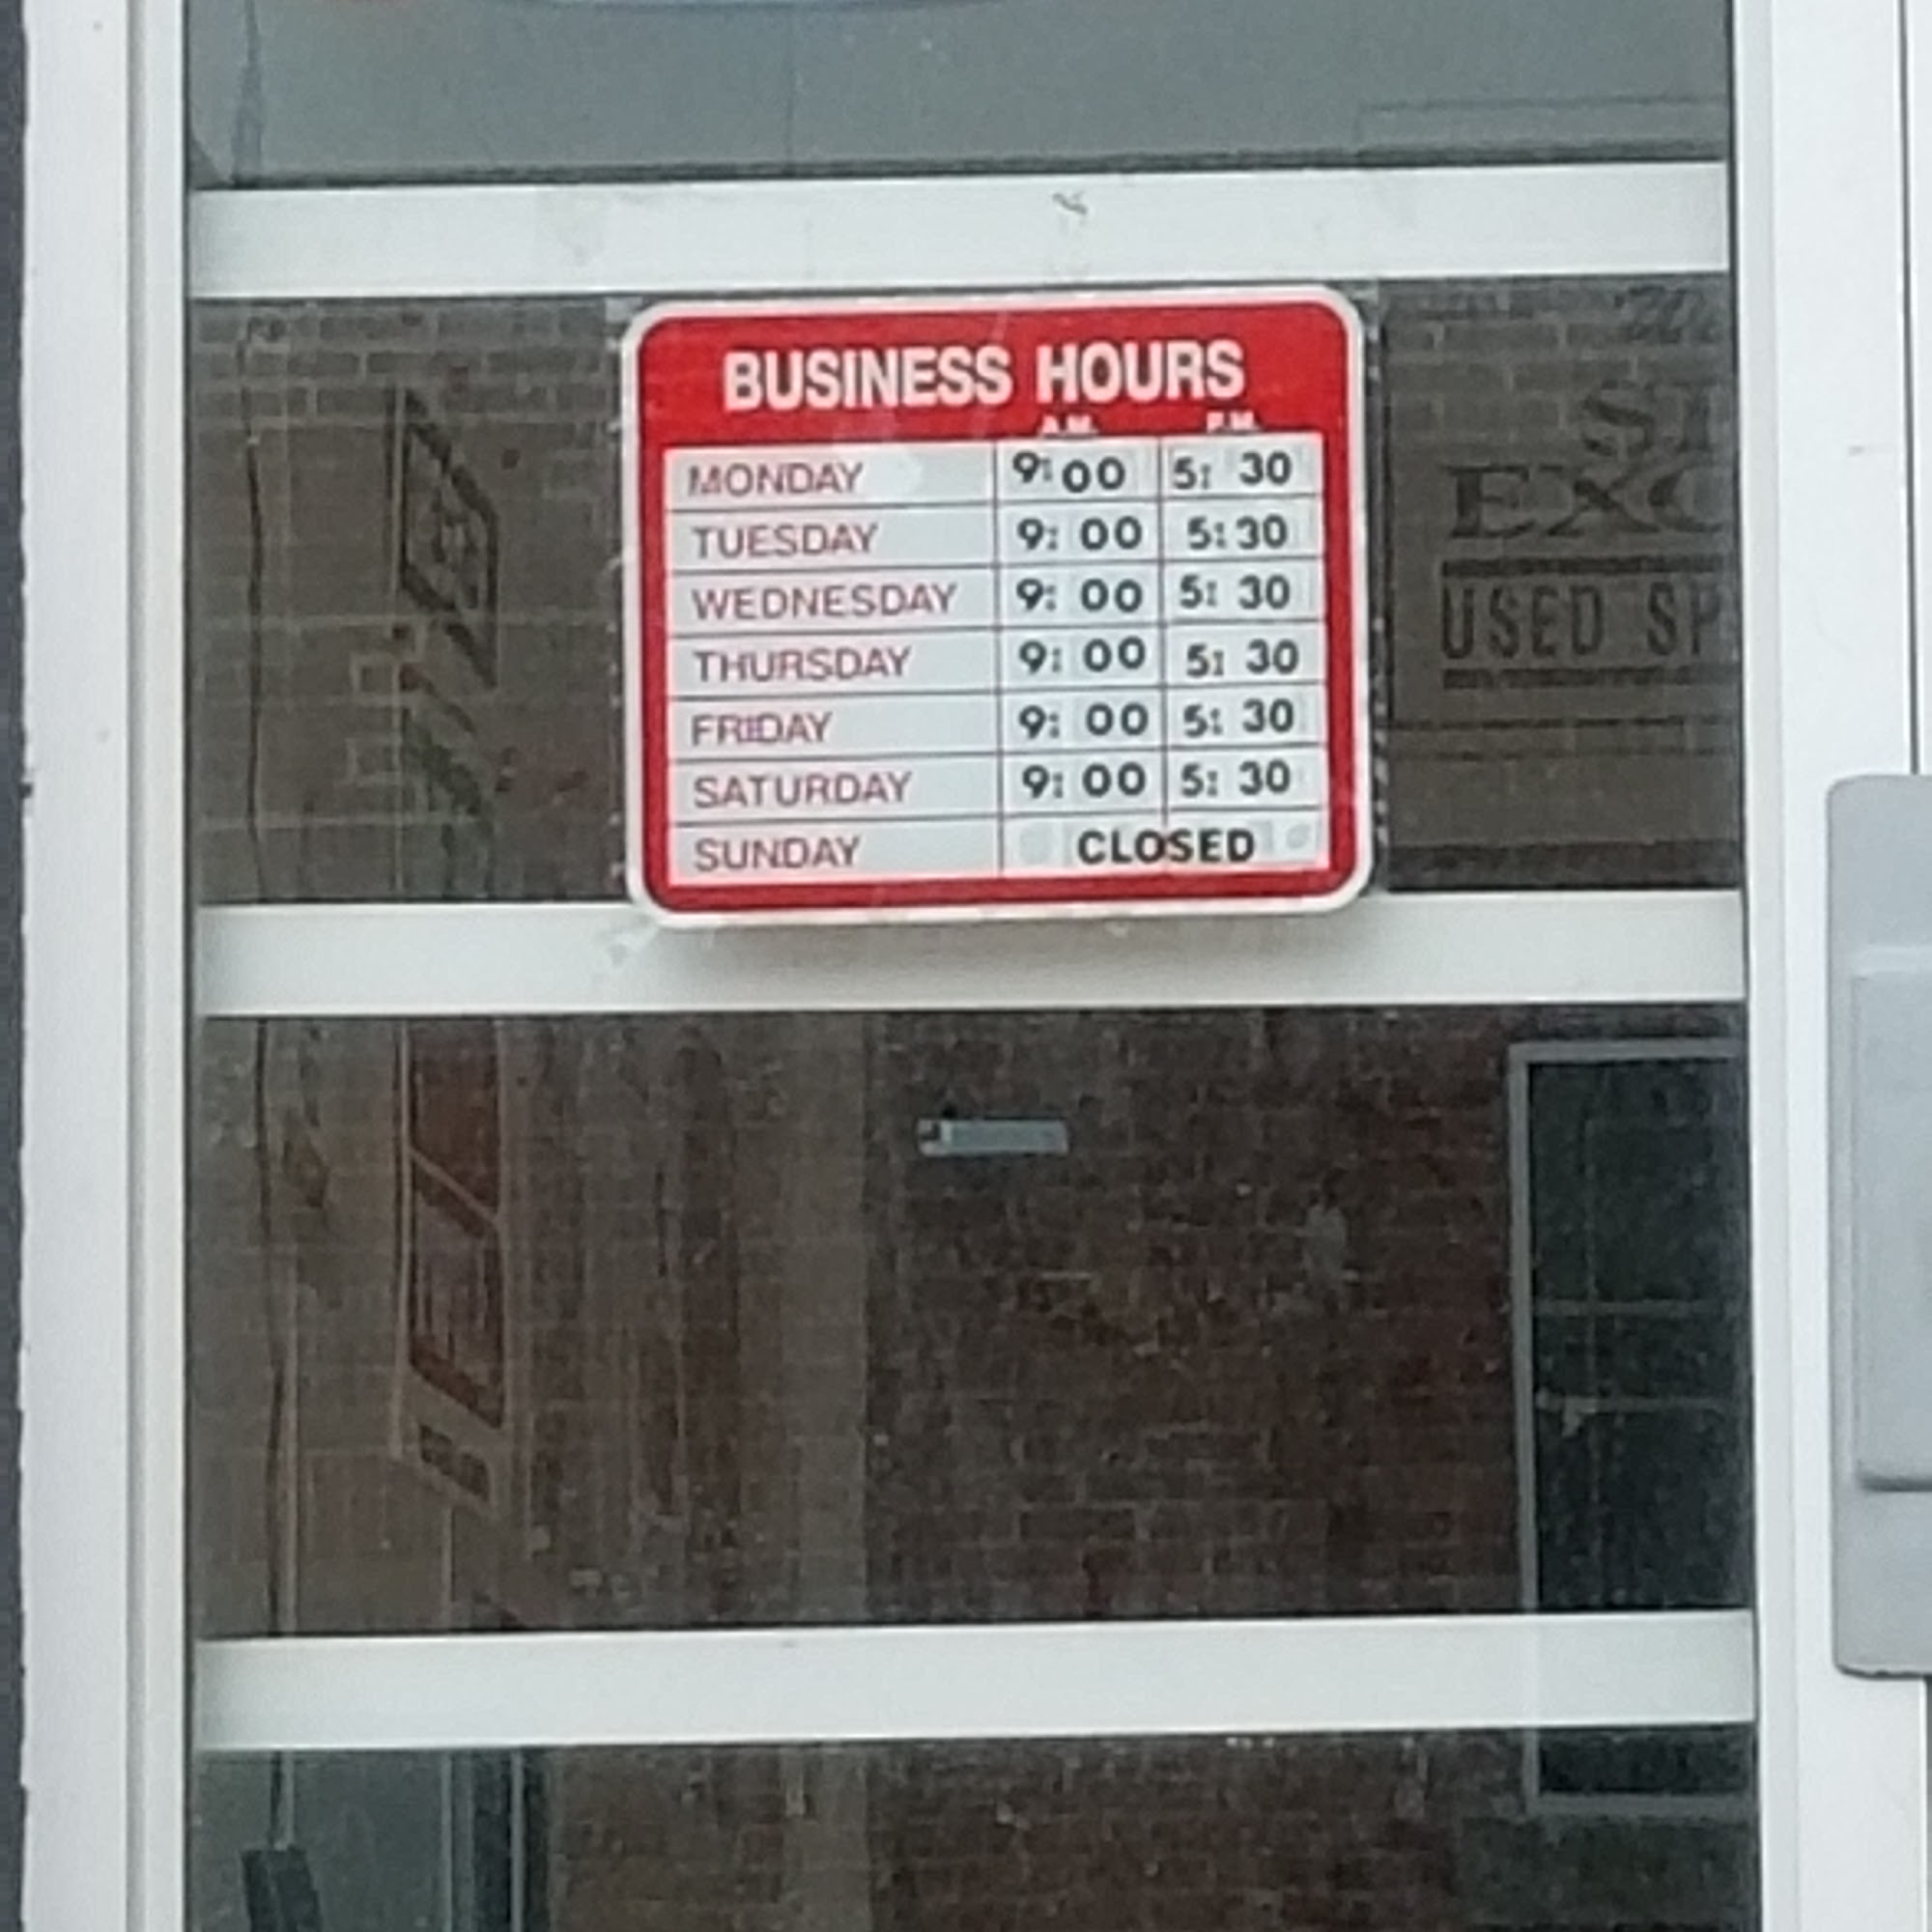 BUSINESS HOURS
A.M. P.M.
MONDAY 9:00 5:30
TUESDAY 9:00 5:30
WEDNESDAY 9:00 5:30
THURSDAY 9:00 5:30
FRIDAY 9:00 5:30
SATURDAY 9:00 5:30
SUNDAY CLOSED
USED SP